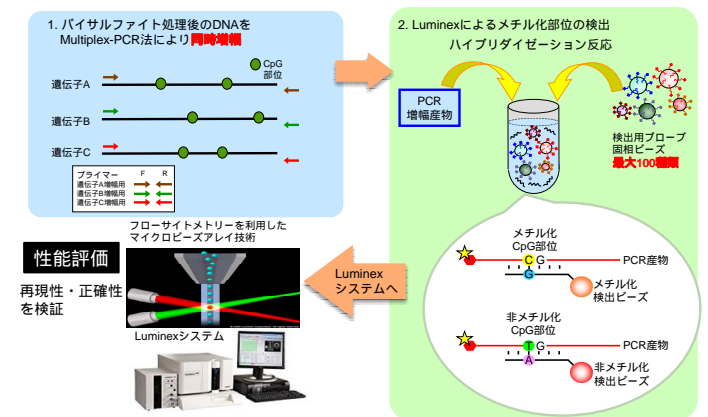 1. バイサルファイト処理後のDNAを
Multiplex-PCR法により同時増幅
CpG
部位
遺伝子A
遺伝子B
遺伝子C
プライマー F R
遺伝子A増幅用
遺伝子B増幅用
遺伝子C増幅用
2. Luminexによるメチル化部位の検出
ハイブリダイゼーション反応
PCR
増幅産物
検出用プローブ
固相ビーズ
最大100種類
メチル化
CpG部位
C G
PCR産物
G
メチル化
検出ビーズ
非メチル化
CpG部位
T G
PCR産物
A
非メチル化
検出ビーズ
Luminex
システムへ
フローサイトメトリーを利用した
マイクロビーズアレイ技術
Luminexシステム
性能評価
再現性・正確性
を検証